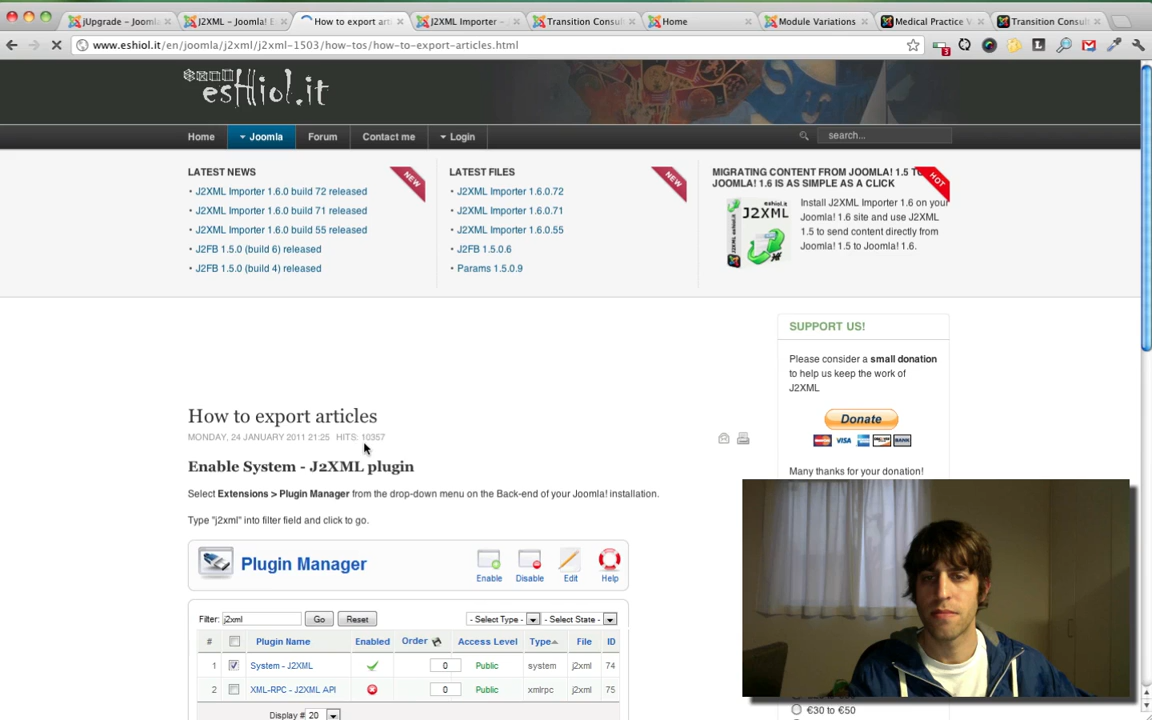 jUpgrade – Joomla
J2XML – Joomla! E
How to export arti
J2XML Importer –
Transition Consul
Home
Module Variations
Medical Practice V
Transition Consul
www.eshiol.it/en/joomla/j2xml/j2xml-1503/how-tos/how-to-export-articles.html
3
L
eshiol.it
Home
Joomla
Forum
Contact me
Login
search...
LATEST NEWS
J2XML Importer 1.6.0 build 72 released
J2XML Importer 1.6.0 build 71 released
J2XML Importer 1.6.0 build 55 released
J2FB 1.5.0 (build 6) released
J2FB 1.5.0 (build 4) released
NEW
LATEST FILES
J2XML Importer 1.6.0.72
J2XML Importer 1.6.0.71
J2XML Importer 1.6.0.55
J2FB 1.5.0.6
Params 1.5.0.9
NEW
MIGRATING CONTENT FROM JOOMLA! 1.5 TO
JOOMLA! 1.6 IS AS SIMPLE AS A CLICK
HOT
eshiol.it
J2XML
Install J2XML Importer 1.6 on your
Joomla! 1.6 site and use J2XML
1.5 to send content directly from
Joomla! 1.5 to Joomla! 1.6.
How to export articles
MONDAY, 24 JANUARY 2011 21:25 HITS: 10357
Enable System - J2XML plugin
Select Extensions > Plugin Manager from the drop-down menu on the Back-end of your Joomla! installation.
Type "j2xml" into filter field and click to go.
Plugin Manager
Enable
Disable
Edit
Help
Filter: j2xml Go Reset - Select Type - - Select State -
# Plugin Name Enabled Order Access Level Type File ID
1 System - J2XML 0 Public system j2xml 74
2 XML-RPC - J2XML API 0 Public xmlrpc j2xml 75
Display # 20
SUPPORT US!
Please consider a small donation
to help us keep the work of
J2XML
Donate
VISA
BANK
Many thanks for your donation!
€30 to €50